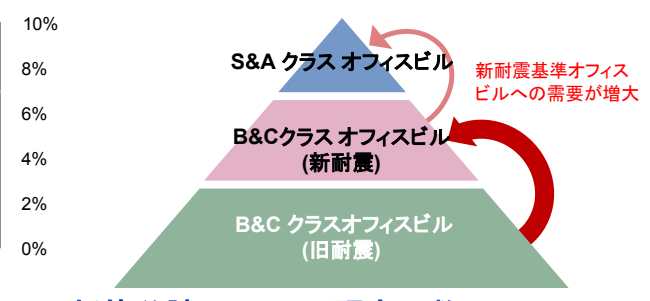 10%
8%
6%
4%
2%
0%
S&A クラス オフィスビル
B&Cクラス オフィスビル
(新耐震)
B&C クラスオフィスビル
(旧耐震)
新耐震基準オフィス
ビルへの需要が増大